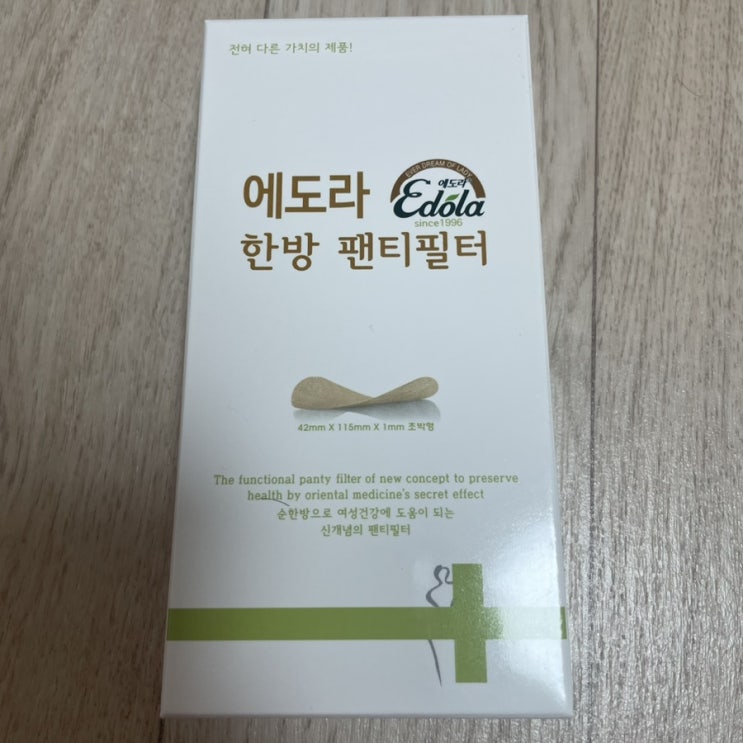 전혀 다른 가치의 제품!
에도라
EVER DREAM OF LADY
에도라
Edola
since1996
한방 팬티필터
42mm X 115mm X 1mm 초박형
The functional panty filter of new concept to preserve
health by oriental medicine's secret effect
순한방으로 여성건강에 도움이 되는
신개념의 팬티필터